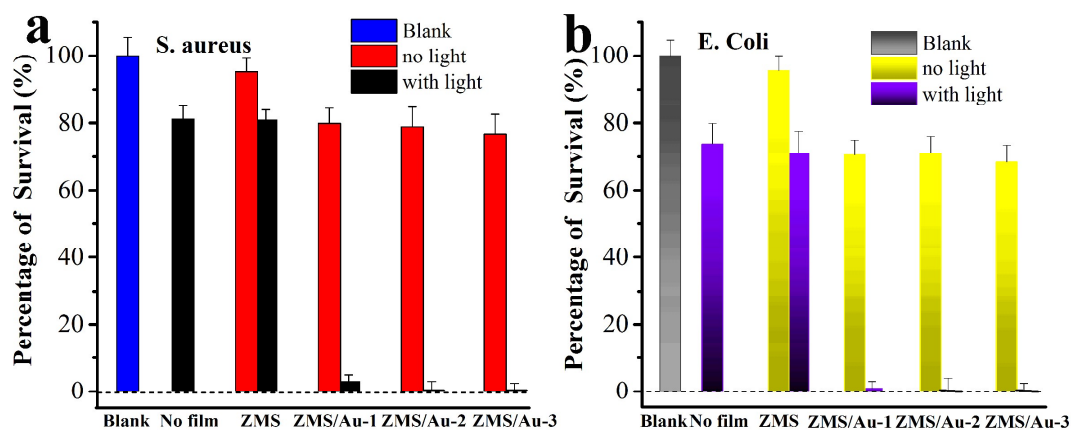 a
S. aureus
Blank
no light
with light
Percentage of Survival (%)
100
80
60
40
20
0
Blank No film ZMS ZMS/Au-1 ZMS/Au-2 ZMS/Au-3
b
E. Coli
Blank
no light
with light
Percentage of Survival (%)
100
80
60
40
20
0
Blank No film ZMS ZMS/Au-1 ZMS/Au-2 ZMS/Au-3